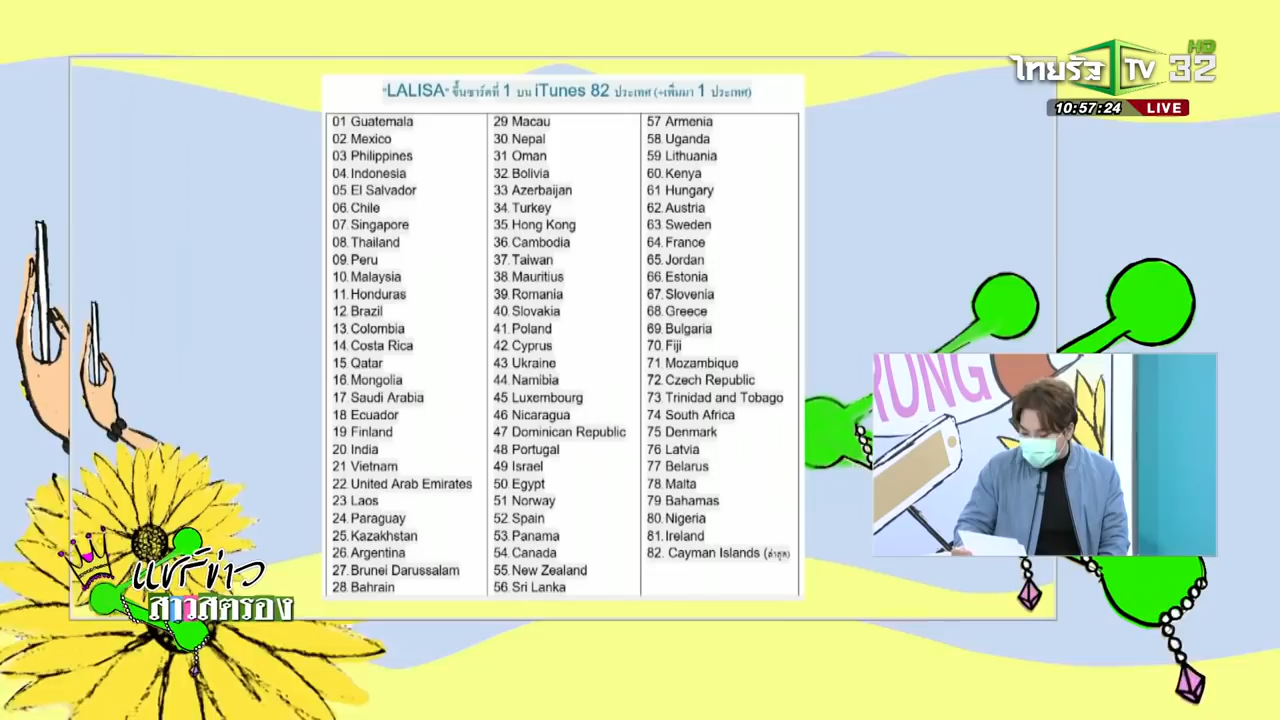 "LALISA" ขึ้นชาร์ตที่ 1 บน iTunes 82 ประเทศ (+เพิ่มมา 1 ประเทศ)
01 Guatemala
02 Mexico
03 Philippines
04. Indonesia
05 El Salvador
06. Chile
07. Singapore
08. Thailand
09. Peru
10. Malaysia
11. Honduras
12. Brazil
13. Colombia
14. Costa Rica
15 Qatar
16. Mongolia
17. Saudi Arabia
18 Ecuador
19 Finland
20. India
21. Vietnam
22 United Arab Emirates
23. Laos
24. Paraguay
25. Kazakhstan
26. Argentina
27. Brunei Darussalam
28. Bahrain
29. Macau
30. Nepal
31. Oman
32. Bolivia
33 Azerbaijan
34. Turkey
35 Hong Kong
36. Cambodia
37. Taiwan
38 Mauritius
39. Romania
40. Slovakia
41. Poland
42 Cyprus
43 Ukraine
44 Namibia
45 Luxembourg
46 Nicaragua
47 Dominican Republic
48 Portugal
49. Israel
50. Egypt
51 Norway
52 Spain
53. Panama
54. Canada
55. New Zealand
56 Sri Lanka
57 Armenia
58. Uganda
59. Lithuania
60. Kenya
61 Hungary
62. Austria
63. Sweden
64. France
65. Jordan
66. Estonia
67. Slovenia
68. Greece
69. Bulgaria
70. Fiji
71 Mozambique
72 Czech Republic
73 Trinidad and Tobago
74 South Africa
75. Denmark
76 Latvia
77. Belarus
78. Malta
79. Bahamas
80. Nigeria
81. Ireland
82. Cayman Islands (ล่าสุด)
ไทยรัฐ TV 32 HD
10:57:24 LIVE
RONG
แชร์ข่าว
สาวสตรอง